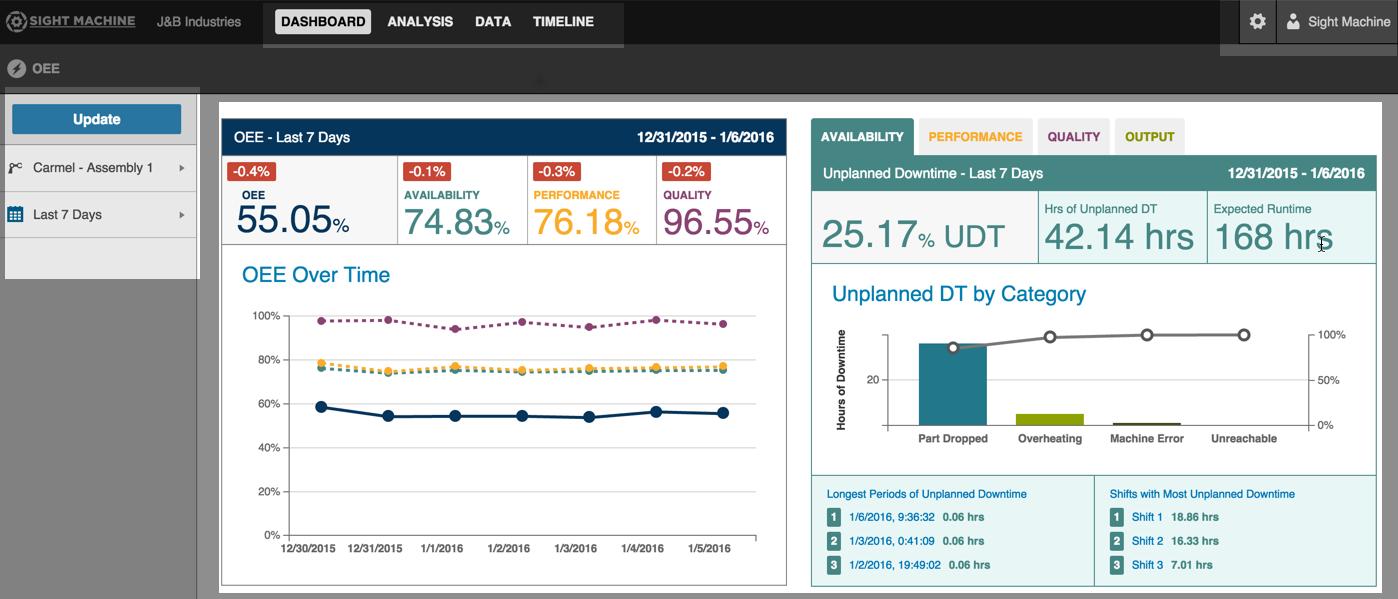 SIGHT MACHINE J&B Industries DASHBOARD ANALYSIS DATA TIMELINE Sight Machine
OEE
Update
Carmel - Assembly 1
Last 7 Days
OEE - Last 7 Days 12/31/2015 - 1/6/2016
-0.4% -0.1% -0.3% -0.2%
OEE AVAILABILITY PERFORMANCE QUALITY
55.05% 74.83% 76.18% 96.55%
OEE Over Time
100%
80%
60%
40%
20%
0%
12/30/2015 12/31/2015 1/1/2016 1/2/2016 1/3/2016 1/4/2016 1/5/2016
AVAILABILITY PERFORMANCE QUALITY OUTPUT
Unplanned Downtime - Last 7 Days 12/31/2015 - 1/6/2016
Hrs of Unplanned DT Expected Runtime
25.17% UDT 42.14 hrs 168 hrs
Unplanned DT by Category
Hours of Downtime
20
100%
50%
0%
Part Dropped Overheating Machine Error Unreachable
Longest Periods of Unplanned Downtime
1 1/6/2016, 9:36:32 0.06 hrs
2 1/3/2016, 0:41:09 0.06 hrs
3 1/2/2016, 19:49:02 0.06 hrs
Shifts with Most Unplanned Downtime
1 Shift 1 18.86 hrs
2 Shift 2 16.33 hrs
3 Shift 3 7.01 hrs